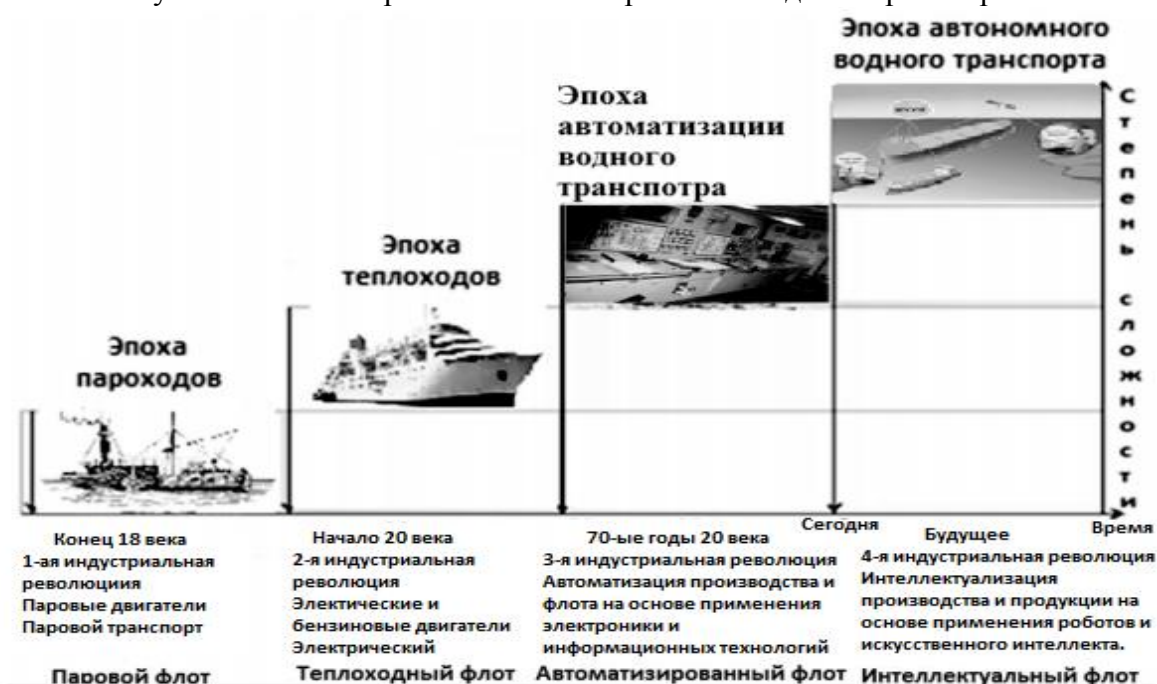 Эпоха автономного
водного транспорта
Эпоха
автоматизации
водного
транспотра
Эпоха
теплоходов
Эпоха
пароходов
Степень сложности
Сегодня
Время
Конец 18 века
1-ая индустриальная
революциия
Паровые двигатели
Паровой транспорт
Паровой флот
Начало 20 века
2-я индустриальная
революция
Электические и
бензиновые двигатели
Электрический
Теплоходный флот
70-ые годы 20 века
3-я индустриальная революция
Автоматизация производства и
флота на основе применения
электроники и
информационных технологий
Автоматизированный флот
Будущее
4-я индустриальная революция
Интеллектуализация
производства и продукции на
основе применения роботов и
искусственного интеллекта.
Интеллектуальный флот